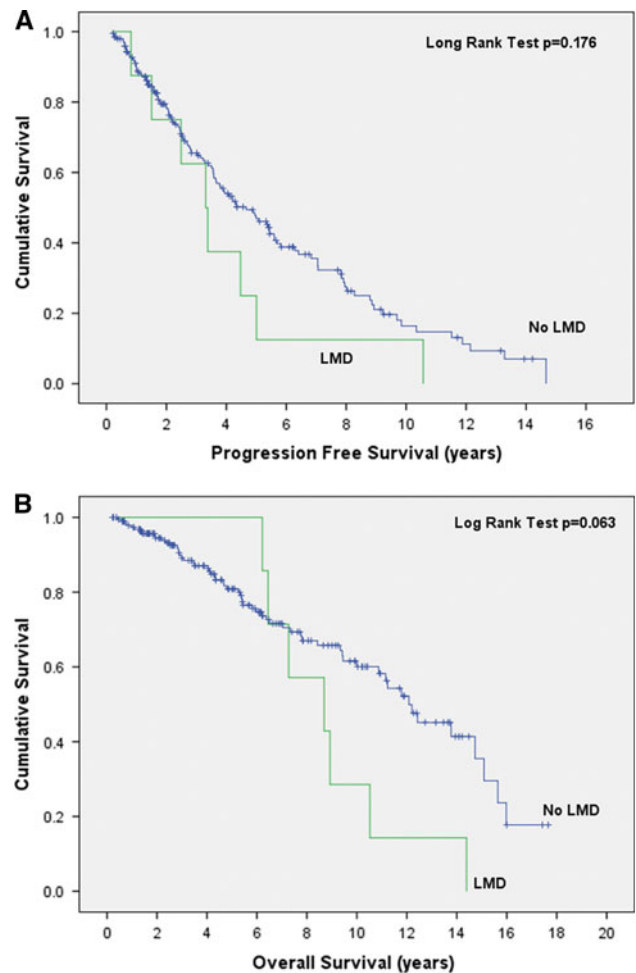 A
Long Rank Test p=0.176
Cumulative Survival
1.0
0.8
0.6
0.4
0.2
0.0
No LMD
LMD
0 2 4 6 8 10 12 14 16
Progression Free Survival (years)
B
Log Rank Test p=0.063
Cumulative Survival
1.0
0.8
0.6
0.4
0.2
0.0
No LMD
LMD
0 2 4 6 8 10 12 14 16 18 20
Overall Survival (years)